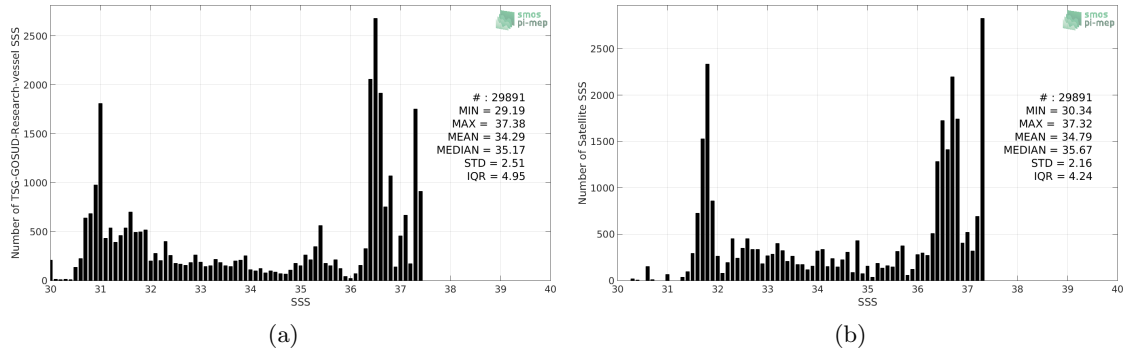 smos
pi-mep
Number of TSG-GOSUD-Research-vessel SSS
2500
2000
1500
1000
500
0
# : 29891
MIN = 29.19
MAX = 37.38
MEAN = 34.29
MEDIAN = 35.17
STD = 2.51
IQR = 4.95
30 31 32 33 34 35 36 37 38 39 40
SSS
(a)
smos
pi-mep
Number of Satellite SSS
2500
2000
1500
1000
500
0
# : 29891
MIN = 30.34
MAX = 37.32
MEAN = 34.79
MEDIAN = 35.67
STD = 2.16
IQR = 4.24
30 31 32 33 34 35 36 37 38 39 40
SSS
(b)